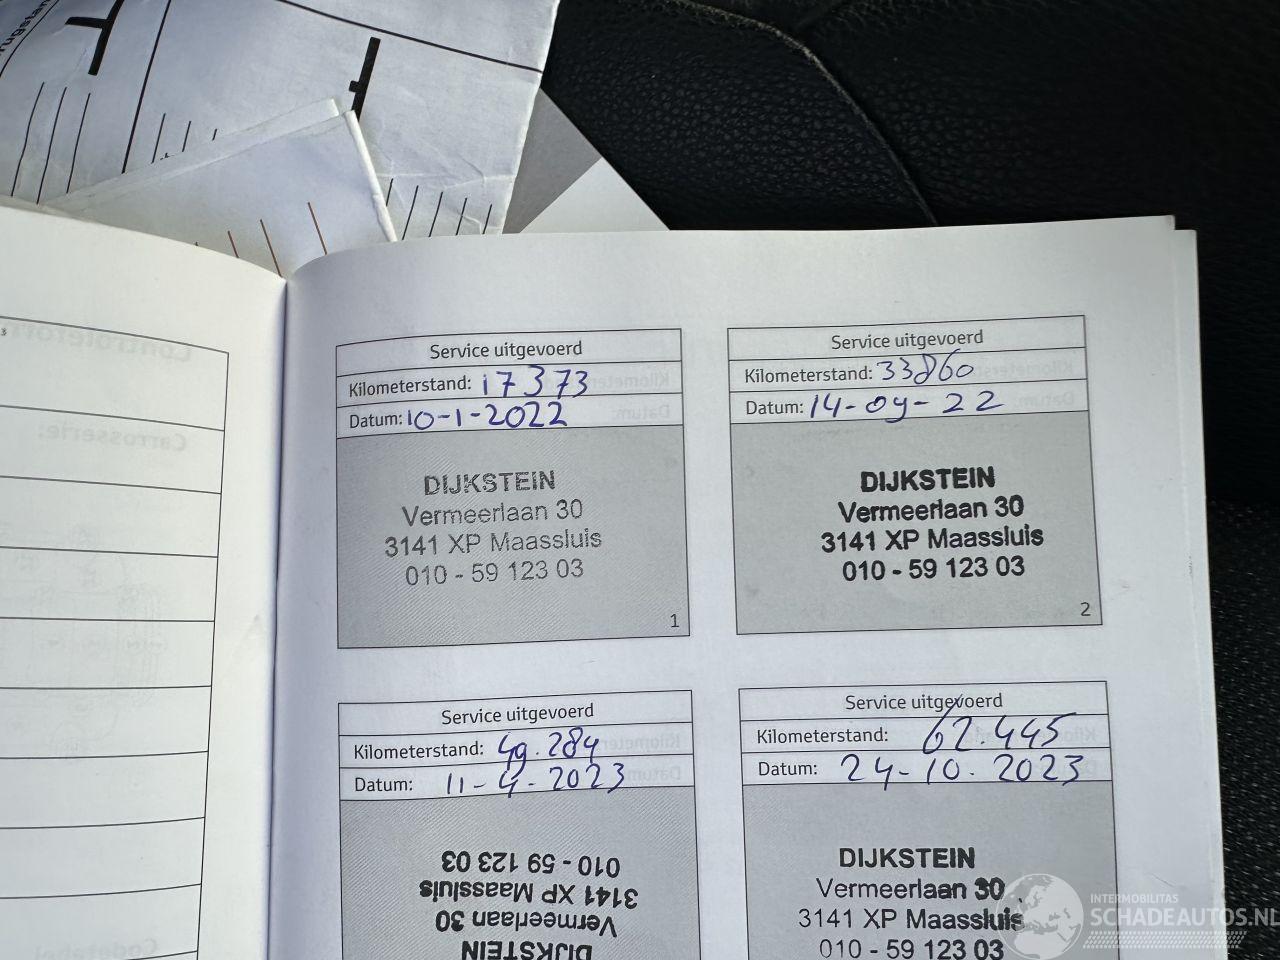 Service uitgevoerd
Kilometerstand: 17373
Datum: 10-1-2022
DIJKSTEIN
Vermeerlaan 30
3141 XP Maassluis
010 - 59 123 03
1
Service uitgevoerd
Kilometerstand: 33860
Datum: 14-09-22
DIJKSTEIN
Vermeerlaan 30
3141 XP Maassluis
010 - 59 123 03
2
Service uitgevoerd
Kilometerstand: 49.284
Datum: 11-4-2023
010 - 59 123 03
3141 XP Maassluis
Vermeerlaan 30
DIJKSTEIN
Service uitgevoerd
Kilometerstand: 62.445
Datum: 24-10.2023
DIJKSTEIN
Vermeerlaan 30
3141 XP Maassluis
010 - 59 123 03
INTERMOBILITAS
SCHADEAUTOS.NL